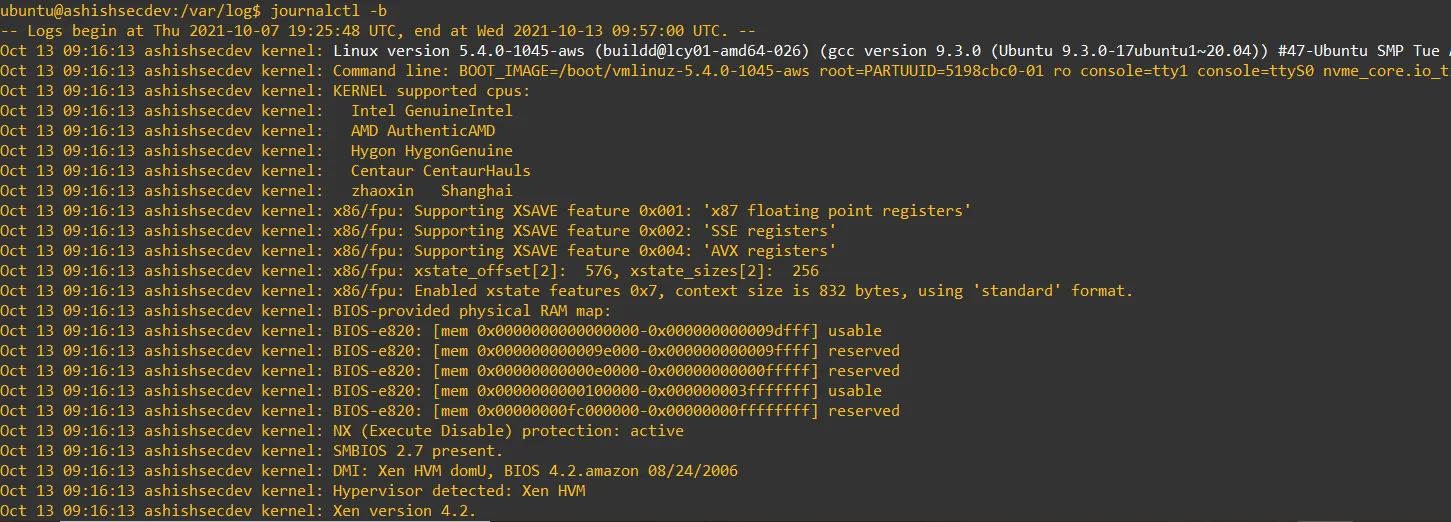 ubuntu@ashishsecdev:/var/log$ journalctl -b
-- Logs begin at Thu 2021-10-07 19:25:48 UTC, end at Wed 2021-10-13 09:57:00 UTC. --
Oct 13 09:16:13 ashishsecdev kernel: Linux version 5.4.0-1045-aws (buildd@lcy01-amd64-026) (gcc version 9.3.0 (Ubuntu 9.3.0-17ubuntu1~20.04)) #47-Ubuntu SMP Tue
Oct 13 09:16:13 ashishsecdev kernel: Command line: BOOT_IMAGE=/boot/vmlinuz-5.4.0-1045-aws root=PARTUUID=5198cbc0-01 ro console=tty1 console=ttyS0 nvme_core.io_t
Oct 13 09:16:13 ashishsecdev kernel: KERNEL supported cpus:
Oct 13 09:16:13 ashishsecdev kernel:   Intel GenuineIntel
Oct 13 09:16:13 ashishsecdev kernel:   AMD AuthenticAMD
Oct 13 09:16:13 ashishsecdev kernel:   Hygon HygonGenuine
Oct 13 09:16:13 ashishsecdev kernel:   Centaur CentaurHauls
Oct 13 09:16:13 ashishsecdev kernel:   zhaoxin   Shanghai
Oct 13 09:16:13 ashishsecdev kernel: x86/fpu: Supporting XSAVE feature 0x001: 'x87 floating point registers'
Oct 13 09:16:13 ashishsecdev kernel: x86/fpu: Supporting XSAVE feature 0x002: 'SSE registers'
Oct 13 09:16:13 ashishsecdev kernel: x86/fpu: Supporting XSAVE feature 0x004: 'AVX registers'
Oct 13 09:16:13 ashishsecdev kernel: x86/fpu: xstate_offset[2]:  576, xstate_sizes[2]:  256
Oct 13 09:16:13 ashishsecdev kernel: x86/fpu: Enabled xstate features 0x7, context size is 832 bytes, using 'standard' format.
Oct 13 09:16:13 ashishsecdev kernel: BIOS-provided physical RAM map:
Oct 13 09:16:13 ashishsecdev kernel: BIOS-e820: [mem 0x0000000000000000-0x000000000009dfff] usable
Oct 13 09:16:13 ashishsecdev kernel: BIOS-e820: [mem 0x000000000009e000-0x000000000009ffff] reserved
Oct 13 09:16:13 ashishsecdev kernel: BIOS-e820: [mem 0x00000000000e0000-0x00000000000fffff] reserved
Oct 13 09:16:13 ashishsecdev kernel: BIOS-e820: [mem 0x0000000000100000-0x000000003fffffff] usable
Oct 13 09:16:13 ashishsecdev kernel: BIOS-e820: [mem 0x00000000fc000000-0x00000000ffffffff] reserved
Oct 13 09:16:13 ashishsecdev kernel: NX (Execute Disable) protection: active
Oct 13 09:16:13 ashishsecdev kernel: SMBIOS 2.7 present.
Oct 13 09:16:13 ashishsecdev kernel: DMI: Xen HVM domU, BIOS 4.2.amazon 08/24/2006
Oct 13 09:16:13 ashishsecdev kernel: Hypervisor detected: Xen HVM
Oct 13 09:16:13 ashishsecdev kernel: Xen version 4.2.